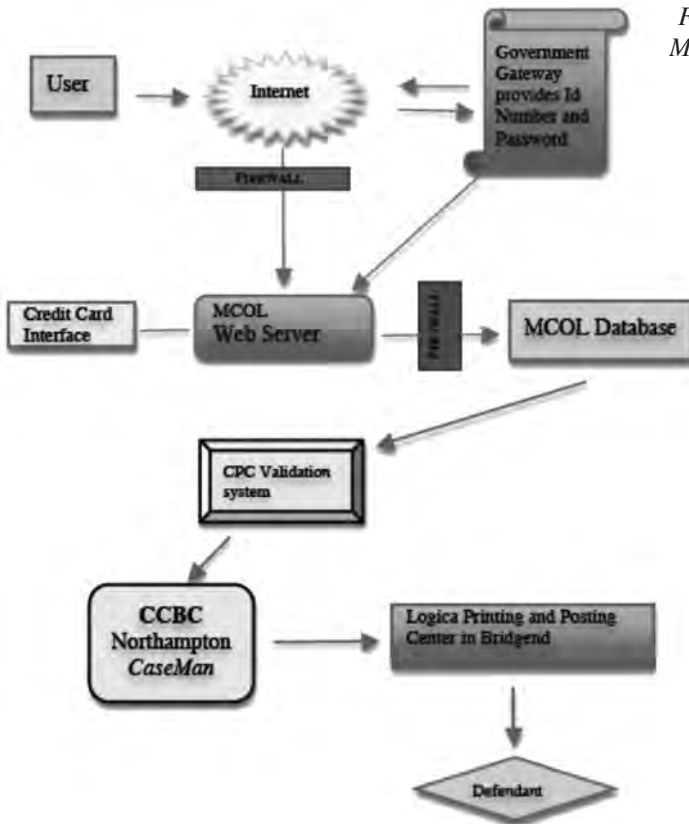 F
M
User
Internet
Government
Gateway
provides Id
Number and
Password
FIREWALL
Credit Card
Interface
MCOL
Web Server
FIREWALL
MCOL Database
CPC Validation
system
CCBC
Northampton
CaseMan
Logica Printing and Posting
Center in Bridgend
Defendant